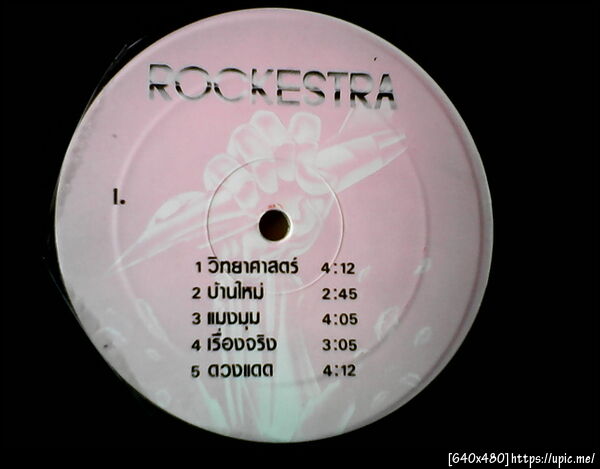 ROCKESTRA
1.
1 วิทยาศาสตร์ 4:12
2 บ้านใหม่ 2:45
3 แมงมุม 4:05
4 เรื่องจริง 3:05
5 ดวงแดด 4:12
[640x480]https://upic.me/